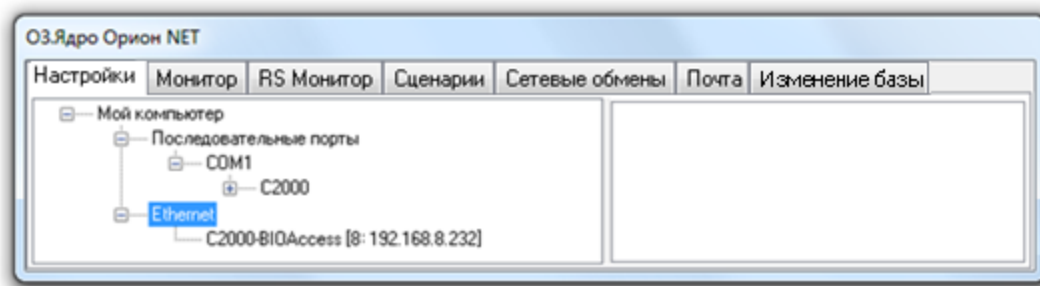 ОЗ.Ядро Орион NET
Настройки Монитор RS Монитор Сценарии Сетевые обмены Почта Изменение базы
Мой компьютер
Последовательные порты
COM1
C2000
Ethernet
C2000-BIOAccess [8: 192.168.8.232]